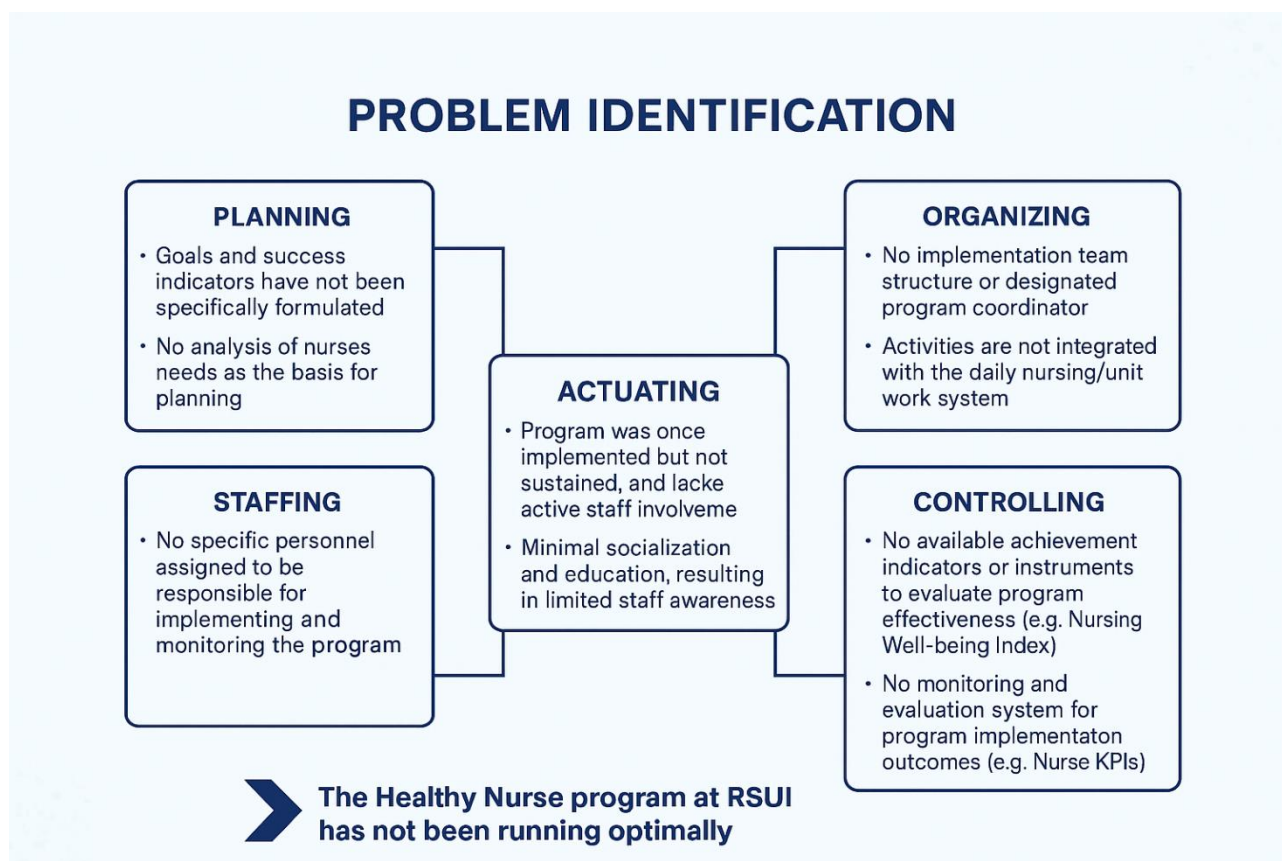 PROBLEM IDENTIFICATION
PLANNING
• Goals and success
indicators have not been
specifically formulated
• No analysis of nurses
needs as the basis for
planning
STAFFING
• No specific personnel
assigned to be
responsible for
implementing and
monitoring the program
ACTUATING
• Program was once
implemented but not
sustained, and lacke
active staff involveme
• Minimal socialization
and education, resulting
in limited staff awareness
ORGANIZING
• No implementation team
structure or designated
program coordinator
• Activities are not integrated
with the daily nursing/unit
work system
CONTROLLING
• No available achievement
indicators or instruments
to evaluate program
effectiveness (e.g. Nursing
Well-being Index)
• No monitoring and
evaluation system for
program implementaton
outcomes (e.g. Nurse KPIs)
The Healthy Nurse program at RSUI
has not been running optimally